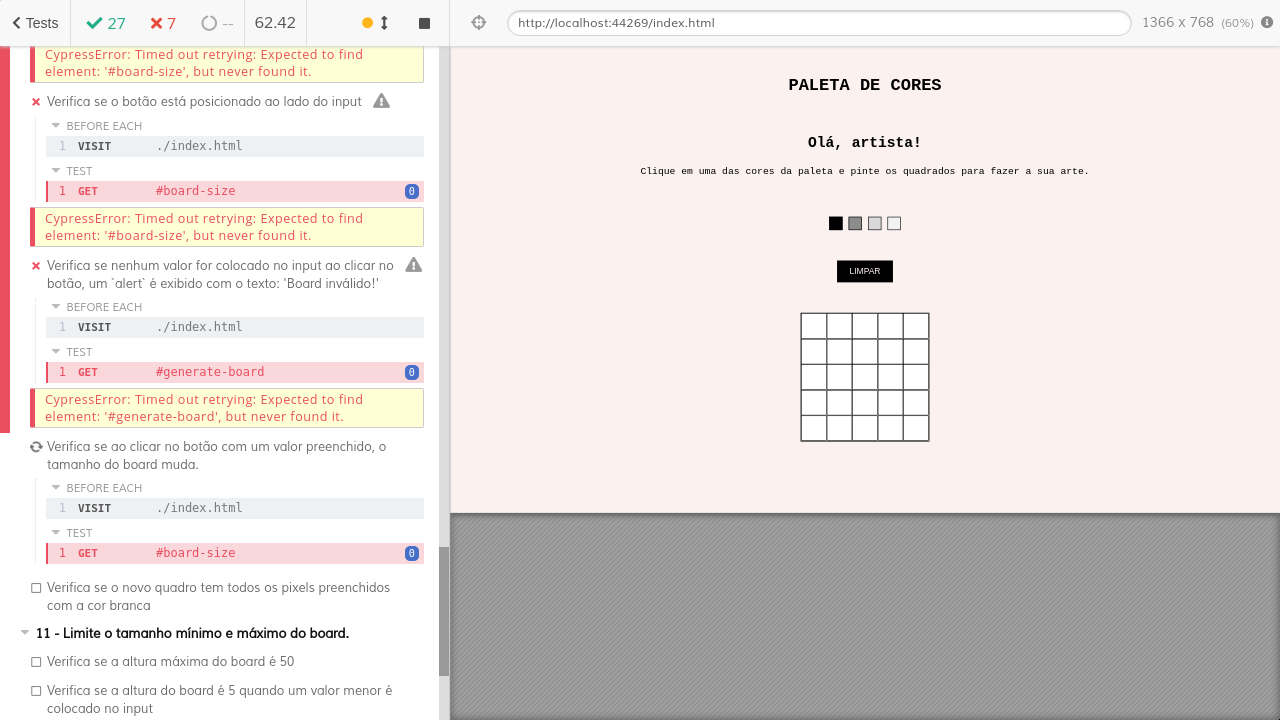 Tests 27 7 -- 62.42 http://localhost:44269/index.html 1366 x 768 (60%)
CypressError: Timed out retrying: Expected to find
element: '#board-size', but never found it.
Verifica se o botão está posicionado ao lado do input
BEFORE EACH
1 VISIT ./index.html
TEST
1 GET #board-size 0
CypressError: Timed out retrying: Expected to find
element: '#board-size', but never found it.
Verifica se nenhum valor for colocado no input ao clicar no
botão, um `alert` é exibido com o texto: 'Board inválido!'
BEFORE EACH
1 VISIT ./index.html
TEST
1 GET #generate-board 0
CypressError: Timed out retrying: Expected to find
element: '#generate-board', but never found it.
Verifica se ao clicar no botão com um valor preenchido, o
tamanho do board muda.
BEFORE EACH
1 VISIT ./index.html
TEST
1 GET #board-size 0
Verifica se o novo quadro tem todos os pixels preenchidos
com a cor branca
11 - Limite o tamanho mínimo e máximo do board.
Verifica se a altura máxima do board é 50
Verifica se a altura do board é 5 quando um valor menor é
colocado no input
PALETA DE CORES
Olá, artista!
Clique em uma das cores da paleta e pinte os quadrados para fazer a sua arte.
LIMPAR